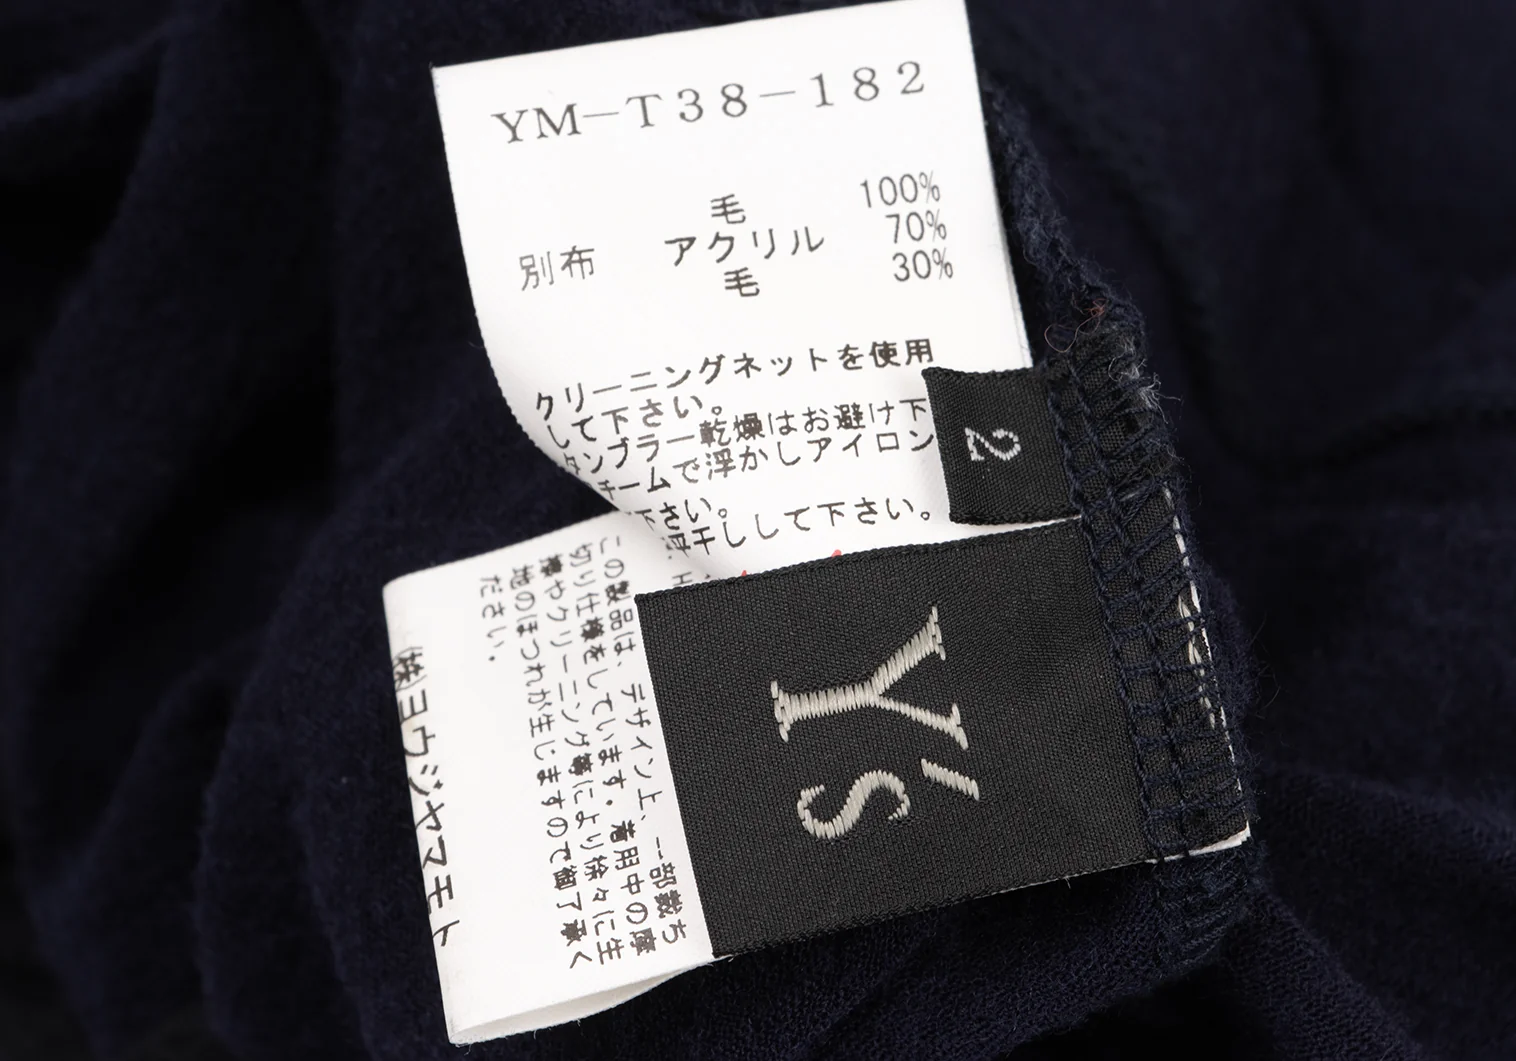 YM-T38-182
毛 100%
別布 アクリル 70%
毛 30%
クリーニングネットを使用
して下さい。
タンブラー乾燥はお避け下
チームで浮かしアイロン
下さい。
干しして下さい。
2
Y's
この製品は、デザイン上、一部裁ち
切り仕様をしています。着用中の摩
擦やクリーニング等により徐々に生
地のほつれが生じますので御了承く
ださい。
㈱ヨウジヤマモト